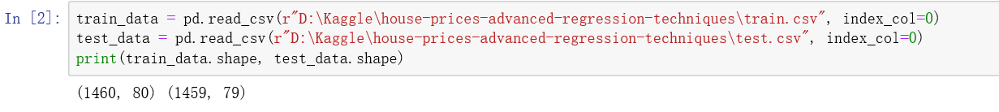 In [2]: train_data = pd.read_csv(r"D:\Kaggle\house-prices-advanced-regression-techniques\train.csv", index_col=0)
test_data = pd.read_csv(r"D:\Kaggle\house-prices-advanced-regression-techniques\test.csv", index_col=0)
print(train_data.shape, test_data.shape)
(1460, 80) (1459, 79)